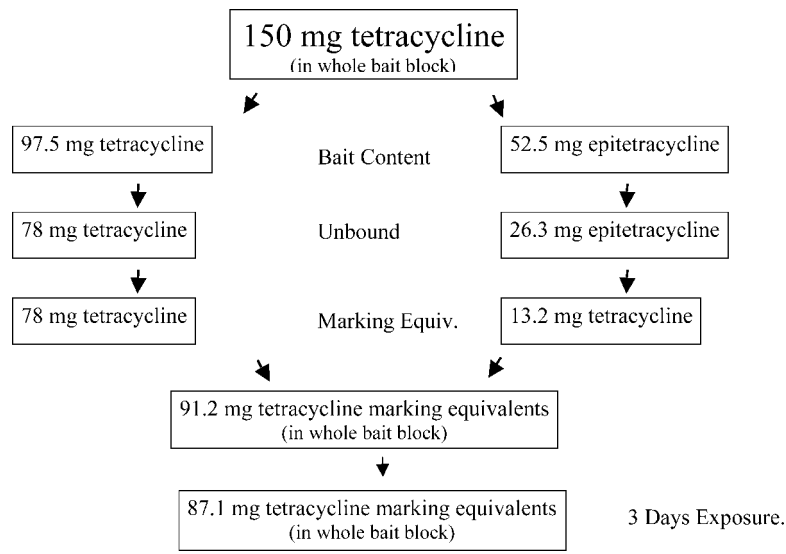 150 mg tetracycline
(in whole bait block)
97.5 mg tetracycline
Bait Content
52.5 mg epitetracycline
78 mg tetracycline
Unbound
26.3 mg epitetracycline
78 mg tetracycline
Marking Equiv.
13.2 mg tetracycline
91.2 mg tetracycline marking equivalents
(in whole bait block)
87.1 mg tetracycline marking equivalents
(in whole bait block)
3 Days Exposure.